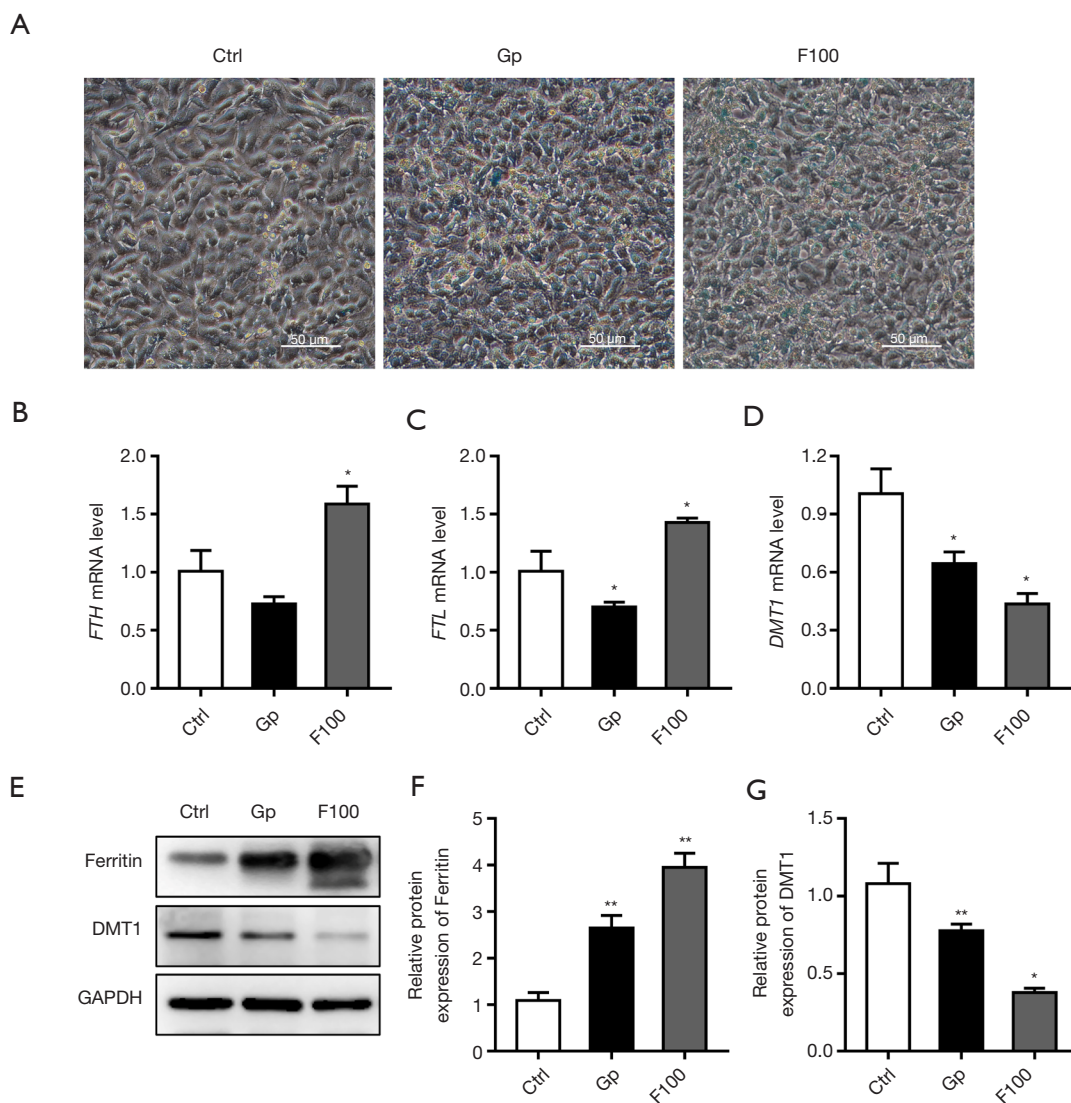 A
Ctrl
Gp
F100
50 µm
50 µm
50 µm
B
FTH mRNA level
2.0
1.5
1.0
0.5
0.0
*
Ctrl
Gp
F100
C
FTL mRNA level
2.0
1.5
1.0
0.5
0.0
*
*
Ctrl
Gp
F100
D
DMT1 mRNA level
1.2
0.9
0.6
0.3
0.0
*
*
Ctrl
Gp
F100
E
Ctrl
Gp
F100
Ferritin
DMT1
GAPDH
F
Relative protein
expression of Ferritin
5
4
3
2
1
0
**
**
Ctrl
Gp
F100
G
Relative protein
expression of DMT1
1.5
1.0
0.5
0.0
**
*
Ctrl
Gp
F100